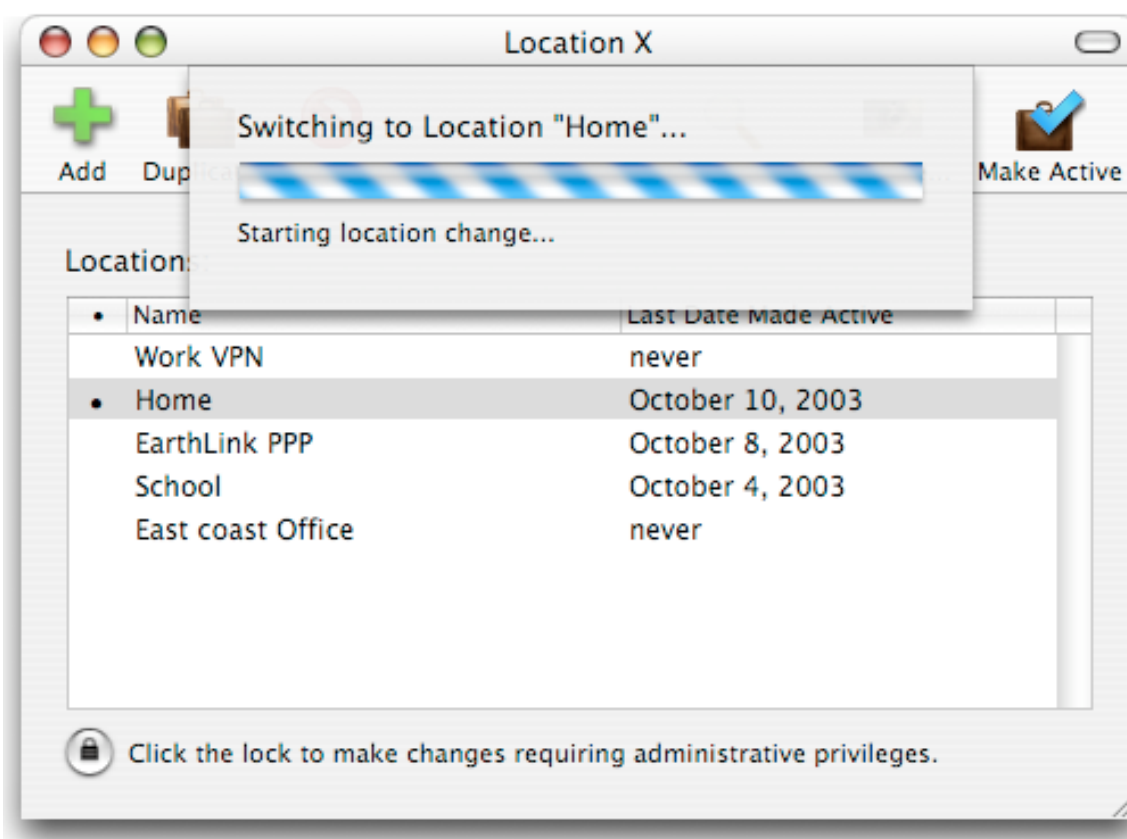 Location X
Switching to Location "Home"...
Add Make Active
Starting location change...
Name Last Date Made Active
Work VPN never
• Home October 10, 2003
EarthLink PPP October 8, 2003
School October 4, 2003
East coast Office never
Click the lock to make changes requiring administrative privileges.